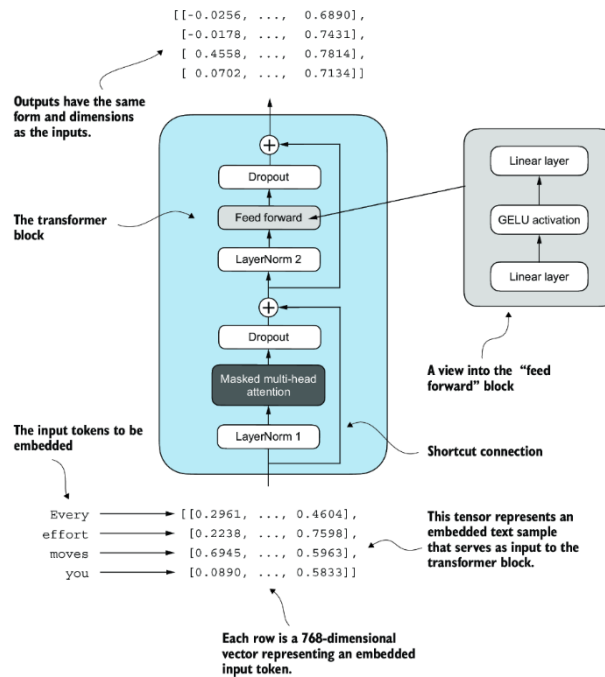 [[-0.0256, ..., 0.6890],
[-0.0178, ..., 0.7431],
[ 0.4558, ..., 0.7814],
[ 0.0702, ..., 0.7134]]
Outputs have the same
form and dimensions
as the inputs.
Dropout
Linear layer
The transformer
block
Feed forward
GELU activation
LayerNorm 2
Linear layer
Dropout
A view into the “feed
forward” block
Masked multi-head
attention
The input tokens to be
embedded
LayerNorm 1
Shortcut connection
Every
[[0.2961, ..., 0.4604],
effort
[0.2238, ..., 0.7598],
moves
[0.6945, ..., 0.5963],
you
[0.0890, ..., 0.5833]]
This tensor represents an
embedded text sample
that serves as input to the
transformer block.
Each row is a 768-dimensional
vector representing an embedded
input token.